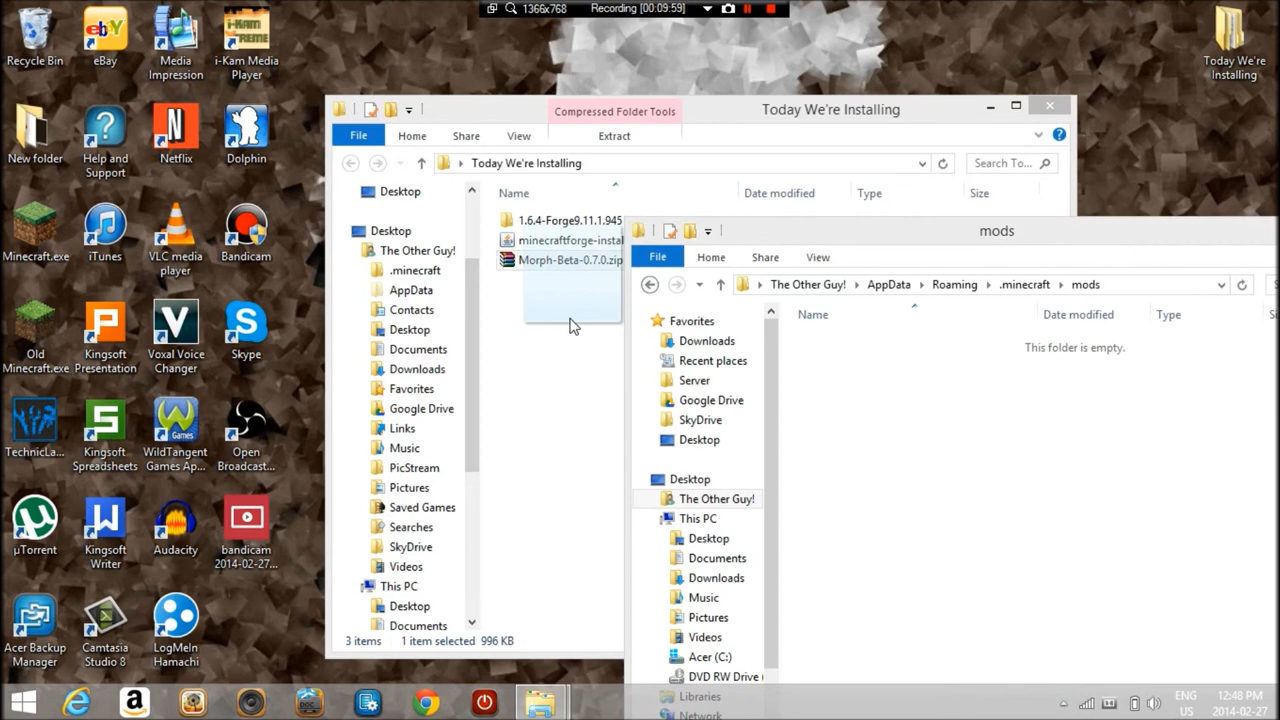 1366x768
Recording [00:09:59]
Recycle Bin
eBay
Media
Impression
i-Kam Media
Player
i-KAM
XTREME
Today We're
Installing
New folder
Help and
Support
Netflix
Dolphin
Minecraft.exe
iTunes
VLC media
player
Bandicam
Old
Minecraft.exe
Kingsoft
Presentation
Voxal Voice
Changer
Skype
TechnicLa...
Kingsoft
Spreadsheets
WildTangent
Games Ap...
Open
Broadcast...
µTorrent
Kingsoft
Writer
Audacity
bandicam
2014-02-27...
Acer Backup
Manager
Camtasia
Studio 8
LogMeIn
Hamachi
Compressed Folder Tools
Today We're Installing
File
Home
Share
View
Extract
Today We're Installing
Search To...
Name
Date modified
Type
Size
Desktop
Desktop
The Other Guy!
.minecraft
AppData
Contacts
Desktop
Documents
Downloads
Favorites
Google Drive
Links
Music
PicStream
Pictures
Saved Games
Searches
SkyDrive
Videos
This PC
Desktop
Documents
1.6.4-Forge9.11.1.945
minecraftforge-instal
Morph-Beta-0.7.0.zip
3 items
1 item selected 996 KB
mods
File
Home
Share
View
The Other Guy!
AppData
Roaming
.minecraft
mods
Name
Date modified
Type
This folder is empty.
Favorites
Downloads
Recent places
Server
Google Drive
SkyDrive
Desktop
Desktop
The Other Guy!
This PC
Desktop
Documents
Downloads
Music
Pictures
Videos
Acer (C:)
DVD RW Drive (
Libraries
Network
ENG
US
12:48 PM
2014-02-27